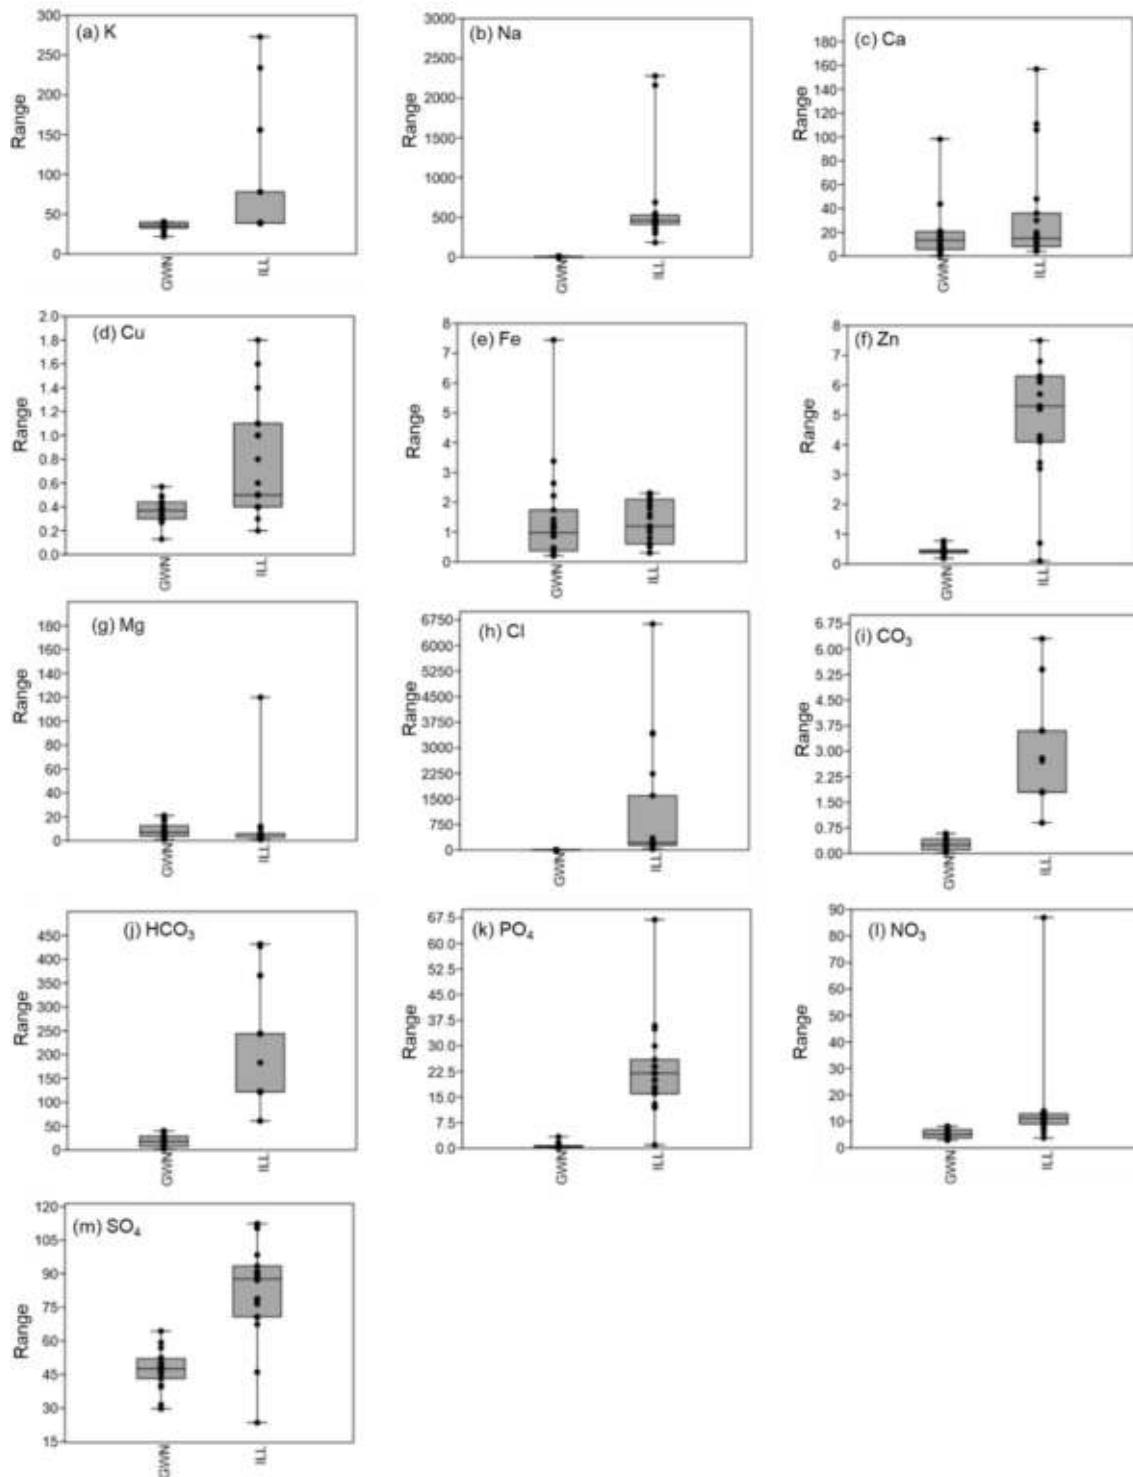 (a) K
Range
300
250
200
150
100
50
0
GWN
ILL
(b) Na
Range
3000
2500
2000
1500
1000
500
0
GWN
ILL
(c) Ca
Range
180
160
140
120
100
80
60
40
20
0
GWN
ILL
(d) Cu
Range
2.0
1.8
1.6
1.4
1.2
1.0
0.8
0.6
0.4
0.2
0.0
GWN
ILL
(e) Fe
Range
8
7
6
5
4
3
2
1
0
GWN
ILL
(f) Zn
Range
8
7
6
5
4
3
2
1
0
GWN
ILL
(g) Mg
Range
180
160
140
120
100
80
60
40
20
0
GWN
ILL
(h) Cl
Range
6750
6000
5250
4500
3750
3000
2250
1500
750
0
GWN
ILL
(i) CO₃
Range
6.75
6.00
5.25
4.50
3.75
3.00
2.25
1.50
0.75
0.00
GWN
ILL
(j) HCO₃
Range
450
400
350
300
250
200
150
100
50
0
GWN
ILL
(k) PO₄
Range
67.5
60.0
52.5
45.0
37.5
30.0
22.5
15.0
7.5
0.0
GWN
ILL
(l) NO₃
Range
90
80
70
60
50
40
30
20
10
0
GWN
ILL
(m) SO₄
Range
120
105
90
75
60
45
30
15
GWN
ILL